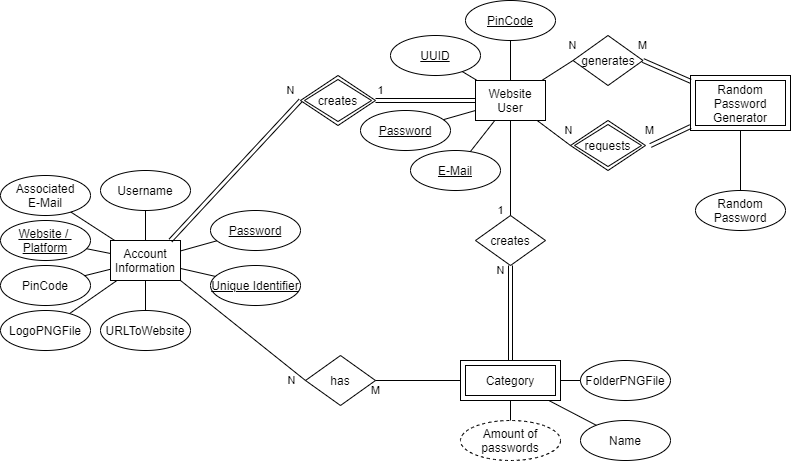 PinCode
UUID
N
M
generates
Website
User
Random
Password
Generator
N
1
creates
Password
N
M
requests
E-Mail
Associated
E-Mail
Username
Random
Password
Website /
Platform
Password
1
creates
Account
Information
N
PinCode
Unique Identifier
LogoPNGFile
URLToWebsite
N
has
M
Category
FolderPNGFile
Amount of
passwords
Name